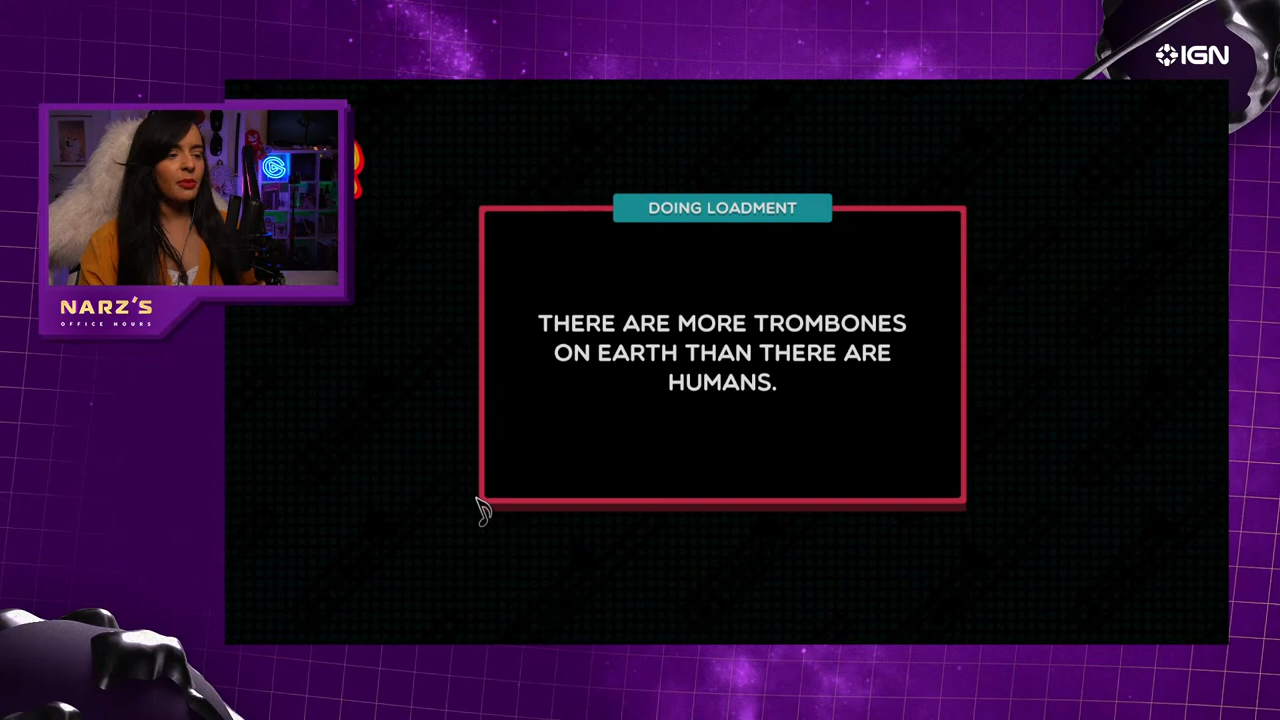 IGN
NARZ'S
OFFICE HOURS
DOING LOADMENT
THERE ARE MORE TROMBONES
ON EARTH THAN THERE ARE
HUMANS.